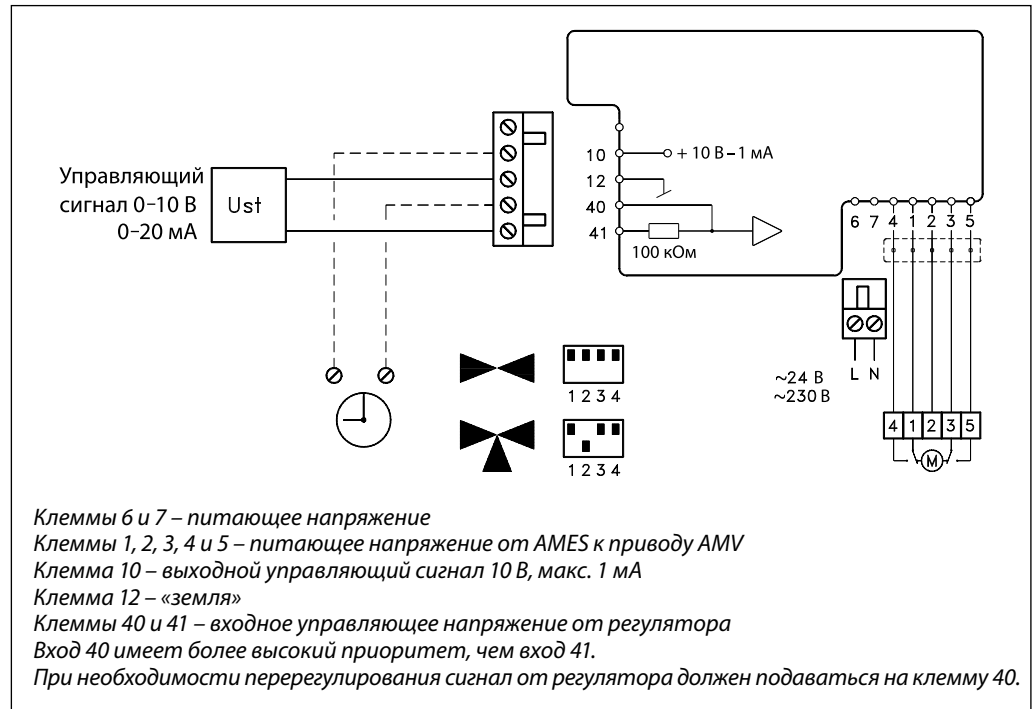 10
+ 10 В – 1 мА
12
40
41
100 кОм
6 7 4 1 2 3 5
Управляющий
сигнал 0–10 В
0–20 мА
Ust
1 2 3 4
1 2 3 4
L N
~24 В
~230 В
4 1 2 3 5
M
Клеммы 6 и 7 – питающее напряжение
Клеммы 1, 2, 3, 4 и 5 – питающее напряжение от AMES к приводу AMV
Клемма 10 – выходной управляющий сигнал 10 В, макс. 1 мА
Клемма 12 – «земля»
Клеммы 40 и 41 – входное управляющее напряжение от регулятора
Вход 40 имеет более высокий приоритет, чем вход 41.
При необходимости перерегулирования сигнал от регулятора должен подаваться на клемму 40.